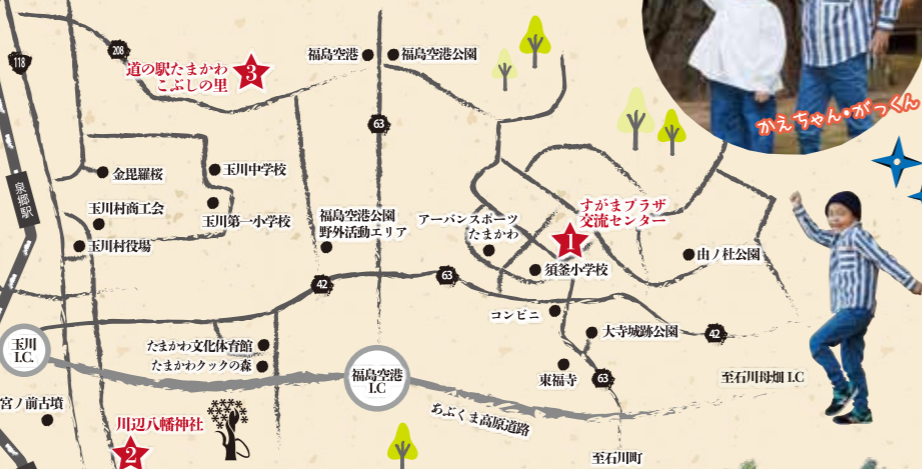 118
208
道の駅たまかわ
こぶしの里
3
福島空港
福島空港公園
63
かえちゃん・がっくん
泉郷駅
金毘羅桜
玉川中学校
玉川村商工会
玉川第一小学校
玉川村役場
福島空港公園
野外活動エリア
アーバンスポーツ
たまかわ
すがまプラザ
交流センター
1
須釜小学校
由ノ杜公園
42
63
コンビニ
大寺城跡公園
42
玉川
I.C.
たまかわ文化体育館
たまかわクックの森
福島空港
I.C
東福寺
63
至石川母畑 I.C
あぶくま高原道路
宮ノ前古墳
川辺八幡神社
2
至石川町